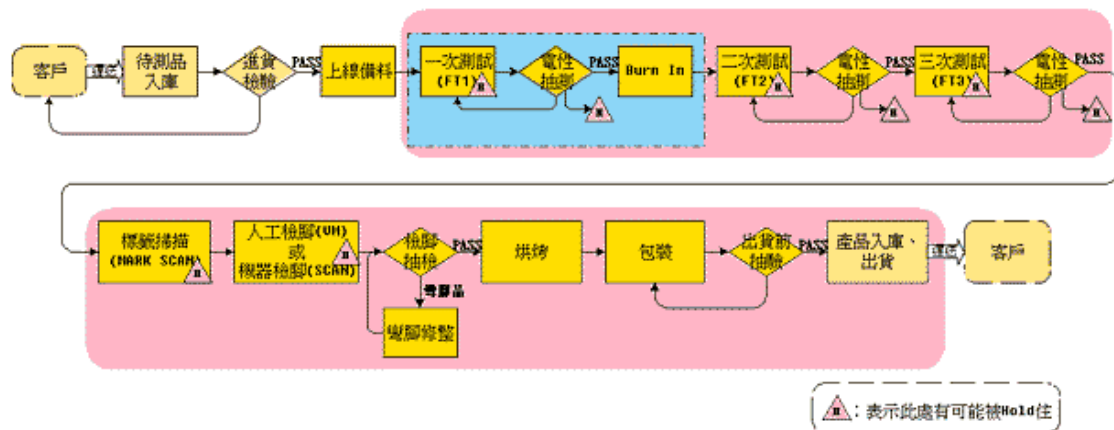 客戶
運送
待測品
入庫
進貨
檢驗
PASS
上線備料
一次測試
(FT1)
H
電性
抽測
H
PASS
Burn In
二次測試
(FT2)
H
電性
抽測
H
PASS
三次測試
(FT3)
H
電性
抽測
H
PASS
標籤掃描
(MARK SCAN)
H
人工檢腳(VM)
或
機器檢腳(SCAN)
H
檢腳
抽檢
PASS
彎腳品
彎腳修整
烘烤
包裝
出貨前
抽驗
PASS
產品入庫、
出貨
運送
客戶
H：表示此處有可能被Hold住